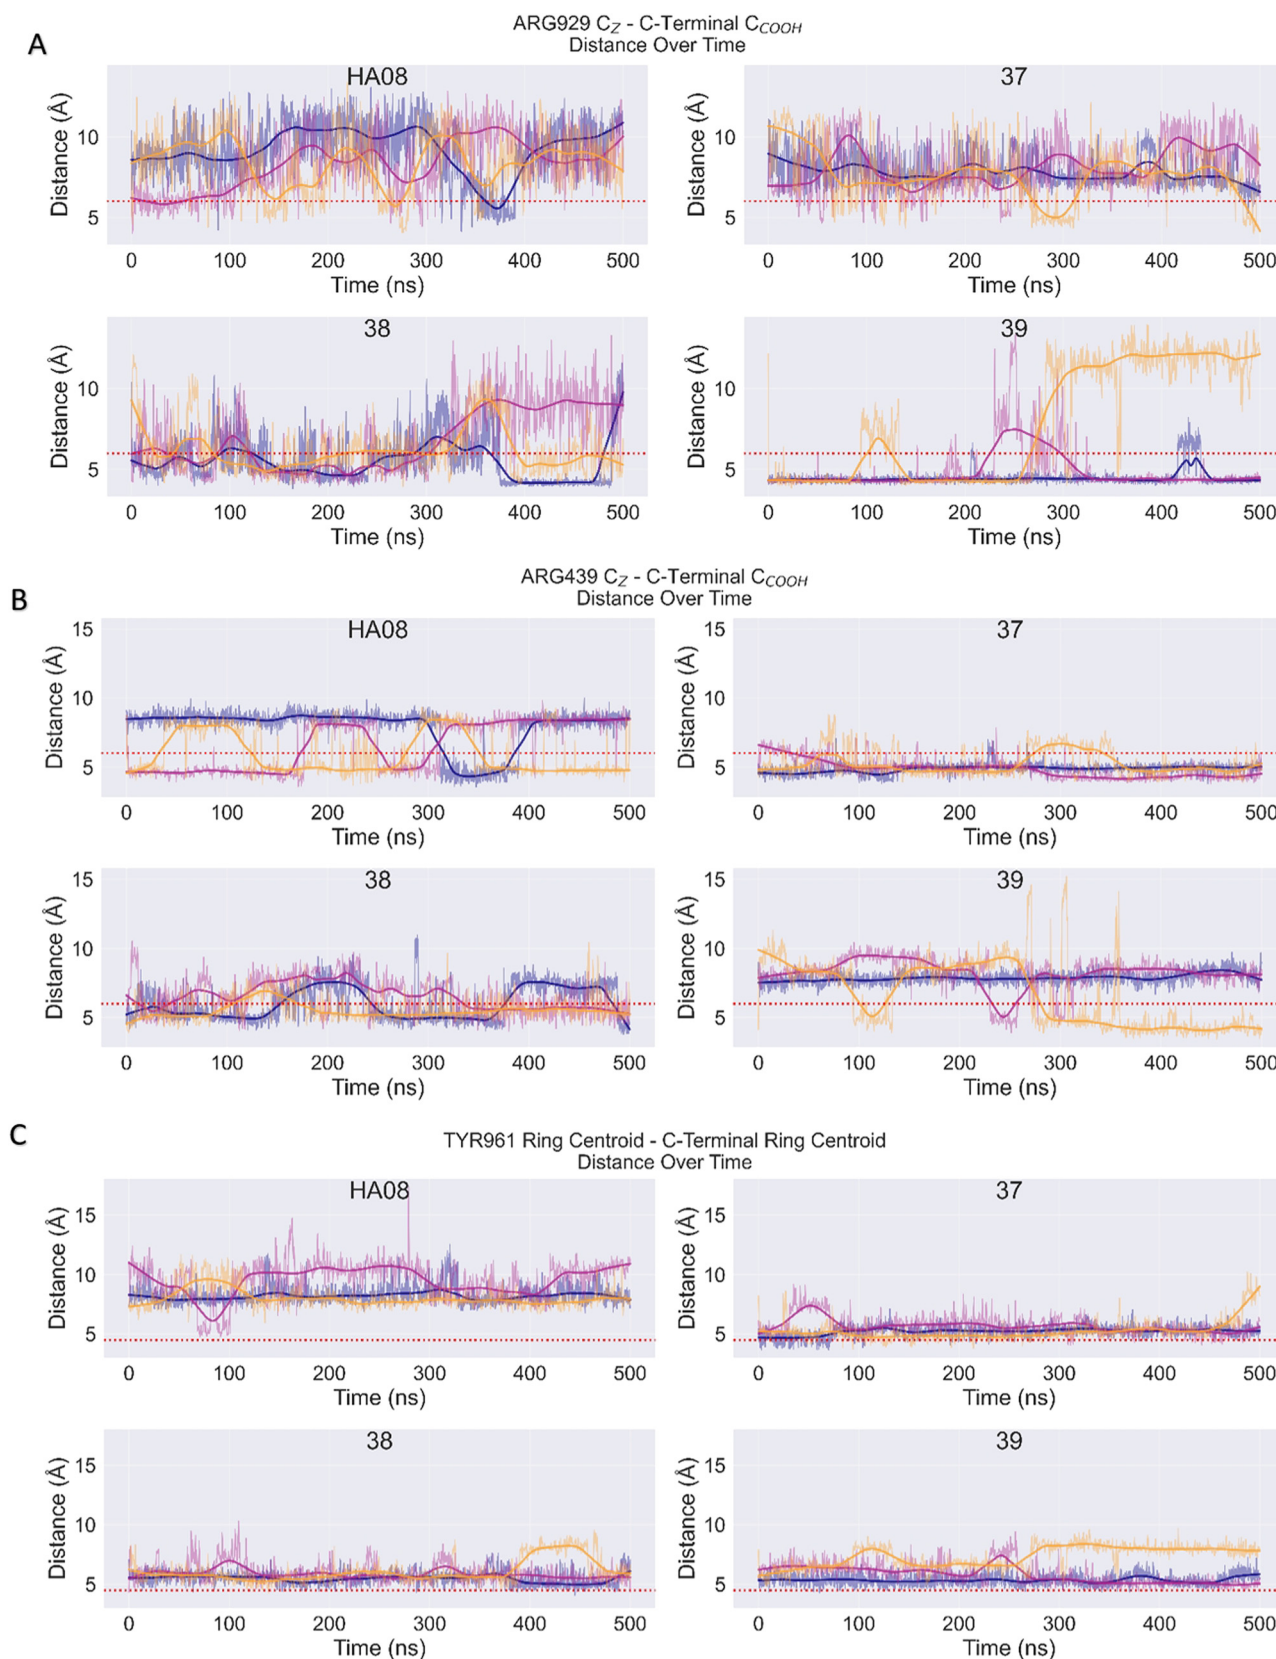 A
ARG929 C_Z - C-Terminal C_COOH
Distance Over Time
HA08
Distance (Å)
10
5
0 100 200 300 400 500
Time (ns)
37
Distance (Å)
10
5
0 100 200 300 400 500
Time (ns)
38
Distance (Å)
10
5
0 100 200 300 400 500
Time (ns)
39
Distance (Å)
10
5
0 100 200 300 400 500
Time (ns)
B
ARG439 C_Z - C-Terminal C_COOH
Distance Over Time
HA08
Distance (Å)
15
10
5
0 100 200 300 400 500
Time (ns)
37
Distance (Å)
15
10
5
0 100 200 300 400 500
Time (ns)
38
Distance (Å)
15
10
5
0 100 200 300 400 500
Time (ns)
39
Distance (Å)
15
10
5
0 100 200 300 400 500
Time (ns)
C
TYR961 Ring Centroid - C-Terminal Ring Centroid
Distance Over Time
HA08
Distance (Å)
15
10
5
0 100 200 300 400 500
Time (ns)
37
Distance (Å)
15
10
5
0 100 200 300 400 500
Time (ns)
38
Distance (Å)
15
10
5
0 100 200 300 400 500
Time (ns)
39
Distance (Å)
15
10
5
0 100 200 300 400 500
Time (ns)